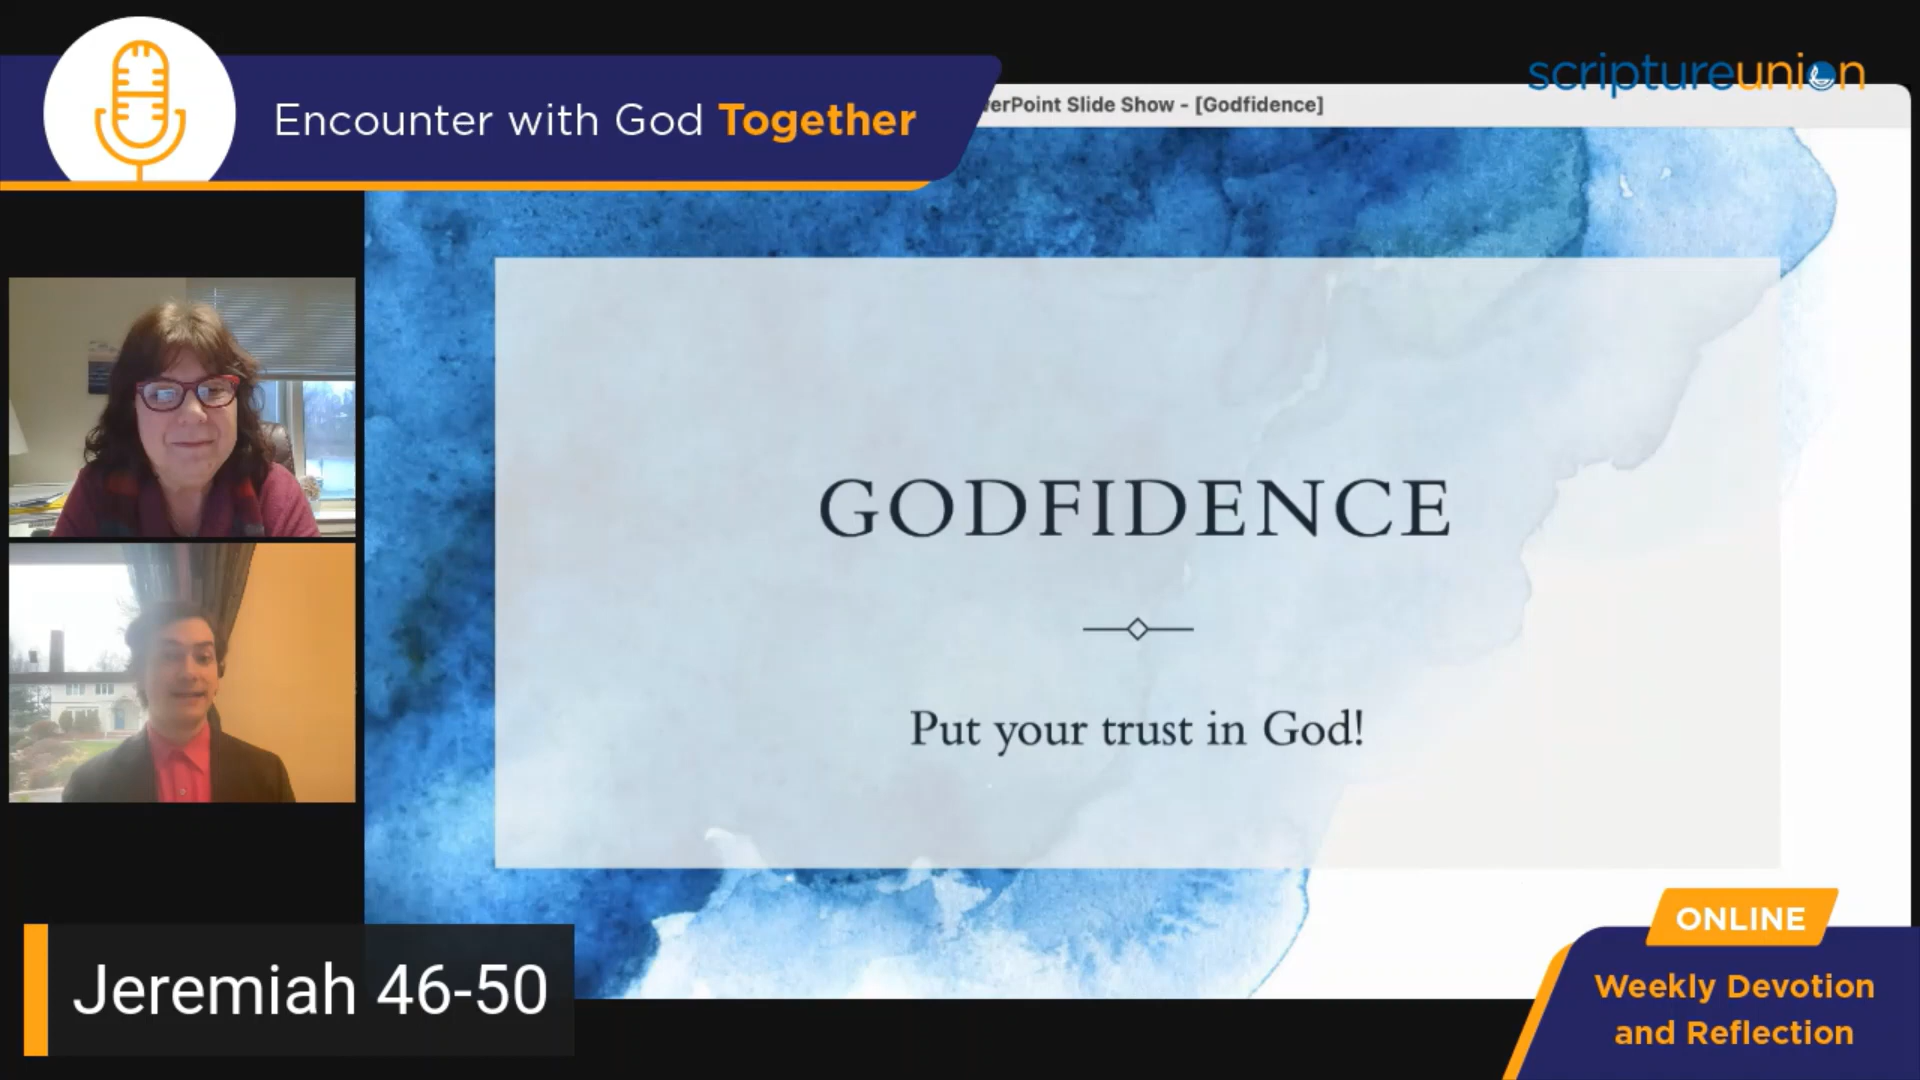 Encounter with God Together
scriptureunion
erPoint Slide Show - [Godfidence]
GODFIDENCE
Put your trust in God!
Jeremiah 46-50
ONLINE
Weekly Devotion
and Reflection